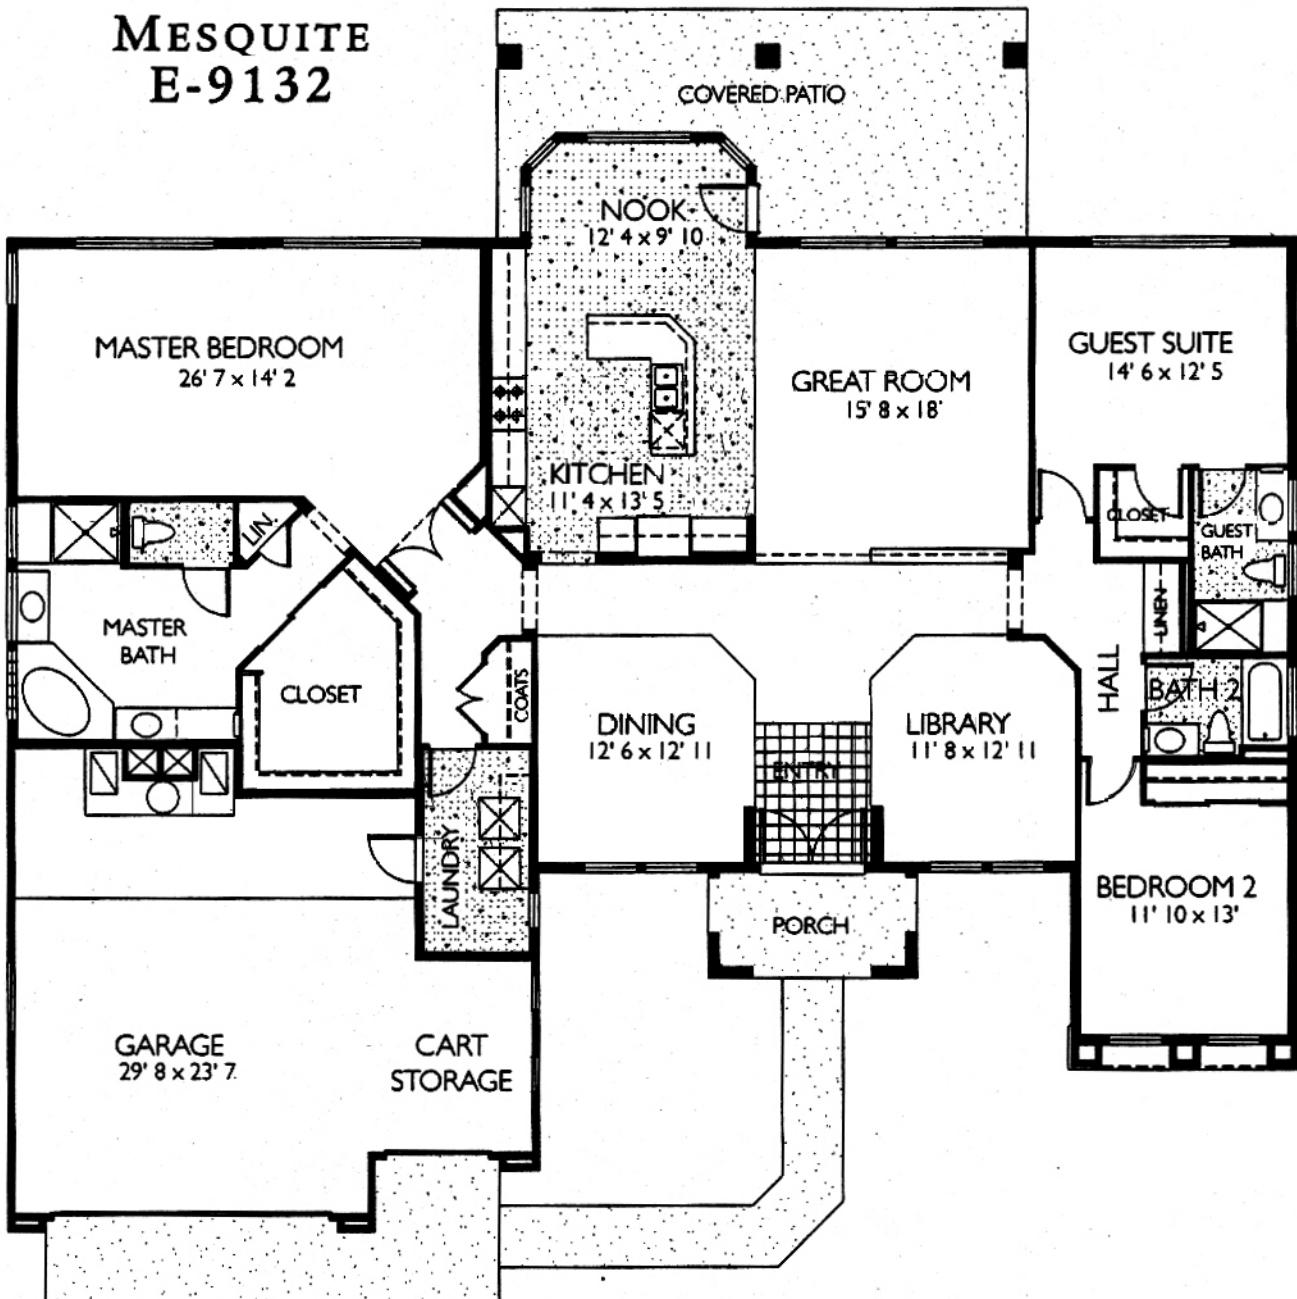 MESQUITE
E-9132
COVERED PATIO
NOOK
12' 4 x 9' 10
MASTER BEDROOM
26' 7 x 14' 2
GUEST SUITE
14' 6 x 12' 5
GREAT ROOM
15' 8 x 18'
KITCHEN
11' 4 x 13' 5
LIN.
CLOSET
GUEST
BATH
LINEN
MASTER
BATH
CLOSET
COATS
HALL
BATH 2
DINING
12' 6 x 12' 11
LIBRARY
11' 8 x 12' 11
ENTRY
LAUNDRY
BEDROOM 2
11' 10 x 13'
PORCH
GARAGE
29' 8 x 23' 7
CART
STORAGE